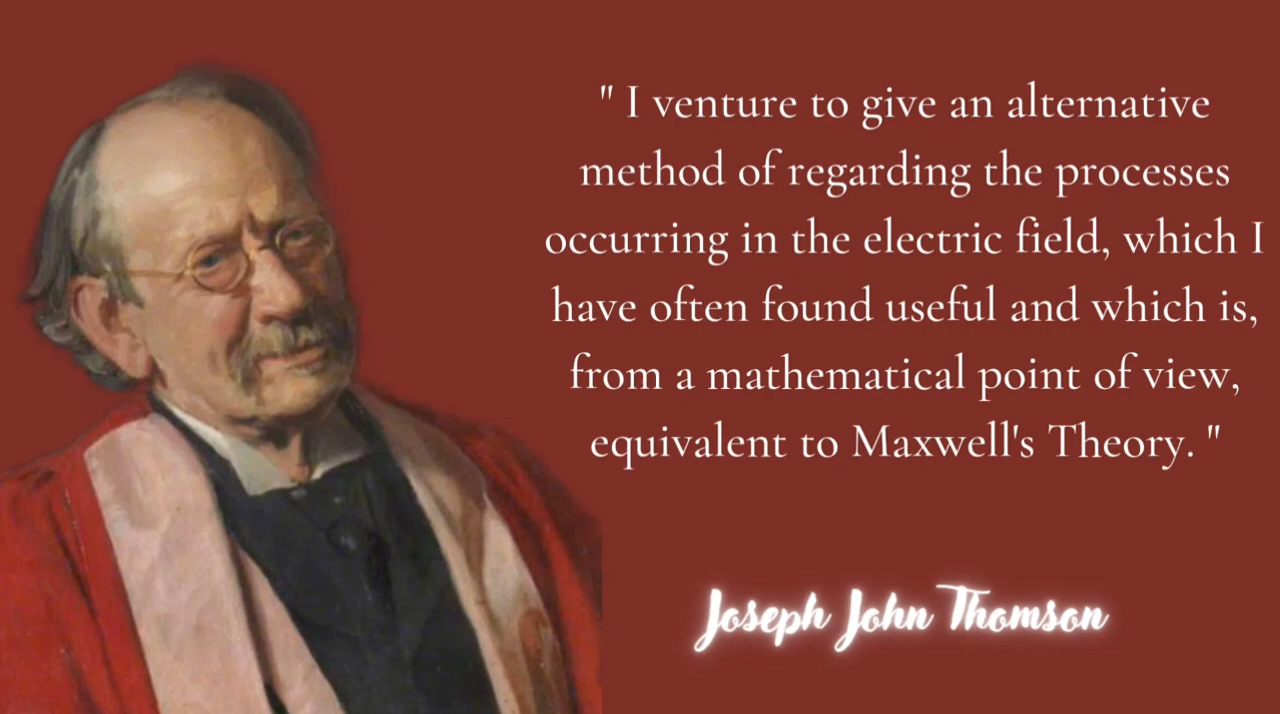 " I venture to give an alternative
method of regarding the processes
occurring in the electric field, which I
have often found useful and which is,
from a mathematical point of view,
equivalent to Maxwell's Theory. "
Joseph John Thomson